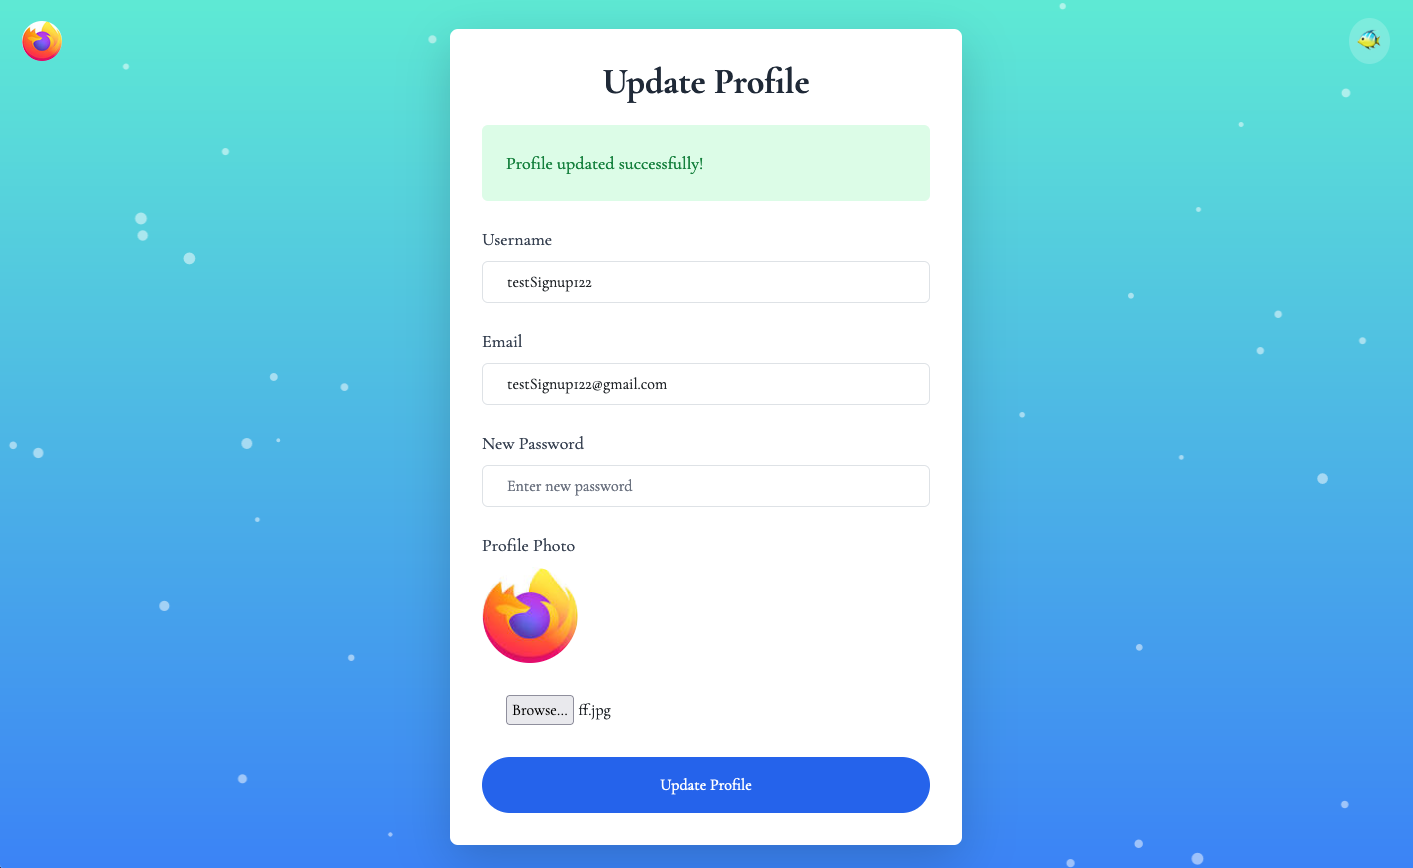 Update Profile
Profile updated successfully!
Username
testSignup122
Email
testSignup122@gmail.com
New Password
Enter new password
Profile Photo
Browse... ff.jpg
Update Profile